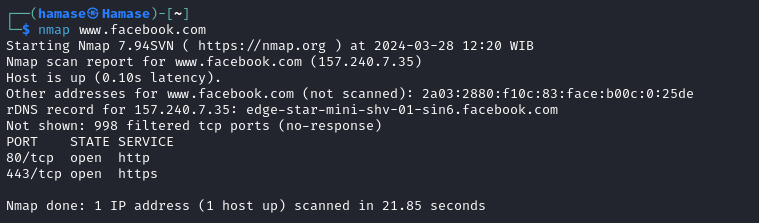 ┌──(hamase㉿Hamase)-[~]
└─$ nmap www.facebook.com
Starting Nmap 7.94SVN ( https://nmap.org ) at 2024-03-28 12:20 WIB
Nmap scan report for www.facebook.com (157.240.7.35)
Host is up (0.10s latency).
Other addresses for www.facebook.com (not scanned): 2a03:2880:f10c:83:face:b00c:0:25de
rDNS record for 157.240.7.35: edge-star-mini-shv-01-sin6.facebook.com
Not shown: 998 filtered tcp ports (no-response)
PORT    STATE SERVICE
80/tcp  open  http
443/tcp open  https
Nmap done: 1 IP address (1 host up) scanned in 21.85 seconds